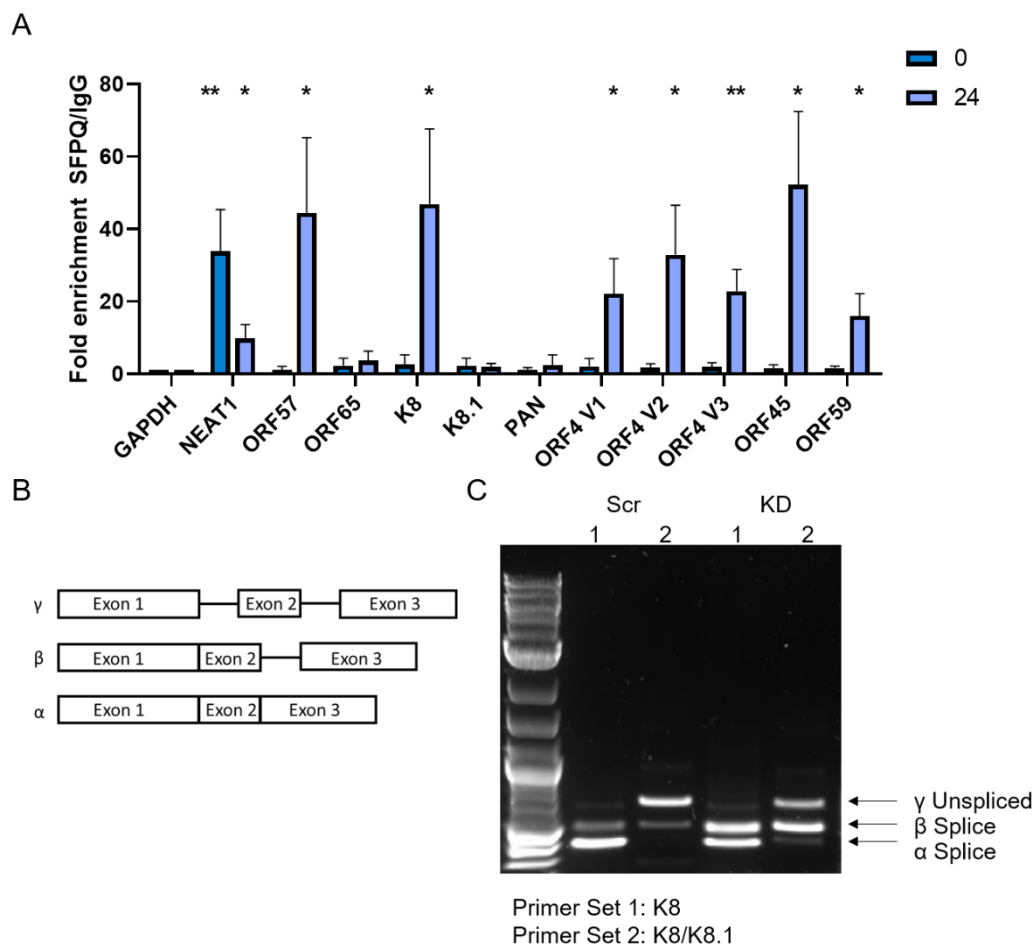 A
0
24
Fold enrichment SFPQ/IgG
80
60
40
20
0
** * * * * * ** * *
GAPDH
NEAT1
ORF57
ORF65
K8
K8.1
PAN
ORF4 V1
ORF4 V2
ORF4 V3
ORF45
ORF59
B
γ Exon 1 Exon 2 Exon 3
β Exon 1 Exon 2 Exon 3
α Exon 1 Exon 2 Exon 3
C
Scr KD
1 2 1 2
γ Unspliced
β Splice
α Splice
Primer Set 1: K8
Primer Set 2: K8/K8.1